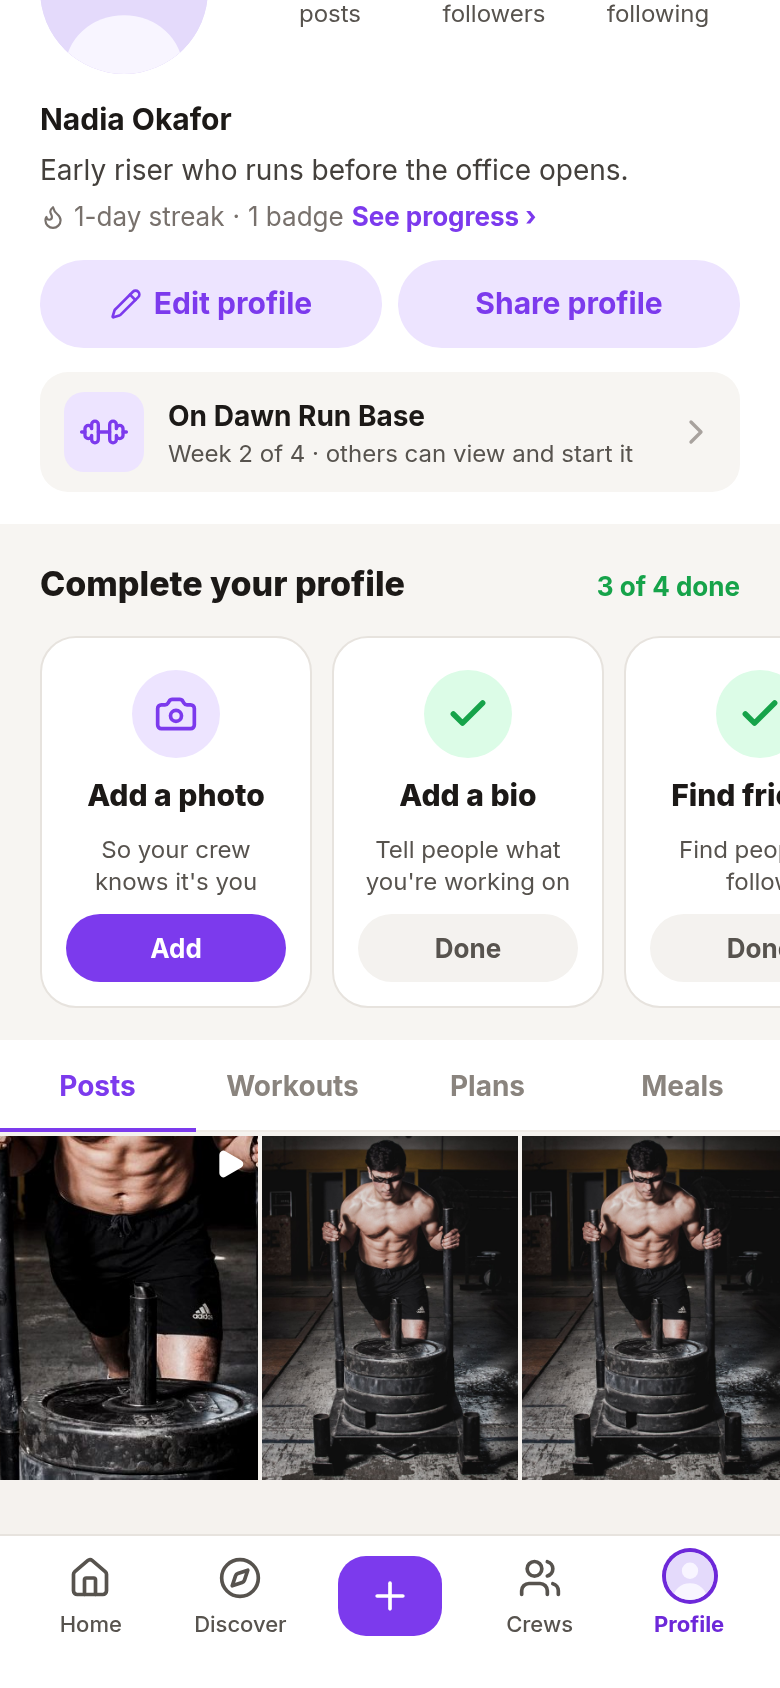 posts followers following
Nadia Okafor
Early riser who runs before the office opens.
1-day streak · 1 badge See progress ›
Edit profile Share profile
On Dawn Run Base
Week 2 of 4 · others can view and start it
Complete your profile 3 of 4 done
Add a photo
So your crew
knows it's you
Add
Add a bio
Tell people what
you're working on
Done
Find
Posts Workouts Plans Meals
adidas
Home Discover Crews Profile